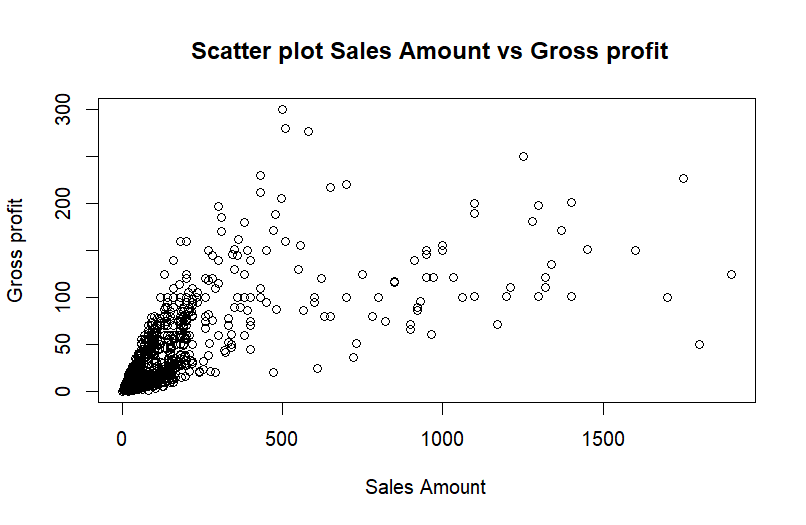 Scatter plot Sales Amount vs Gross profit
Gross profit
300
200
100
50
0
0 500 1000 1500
Sales Amount